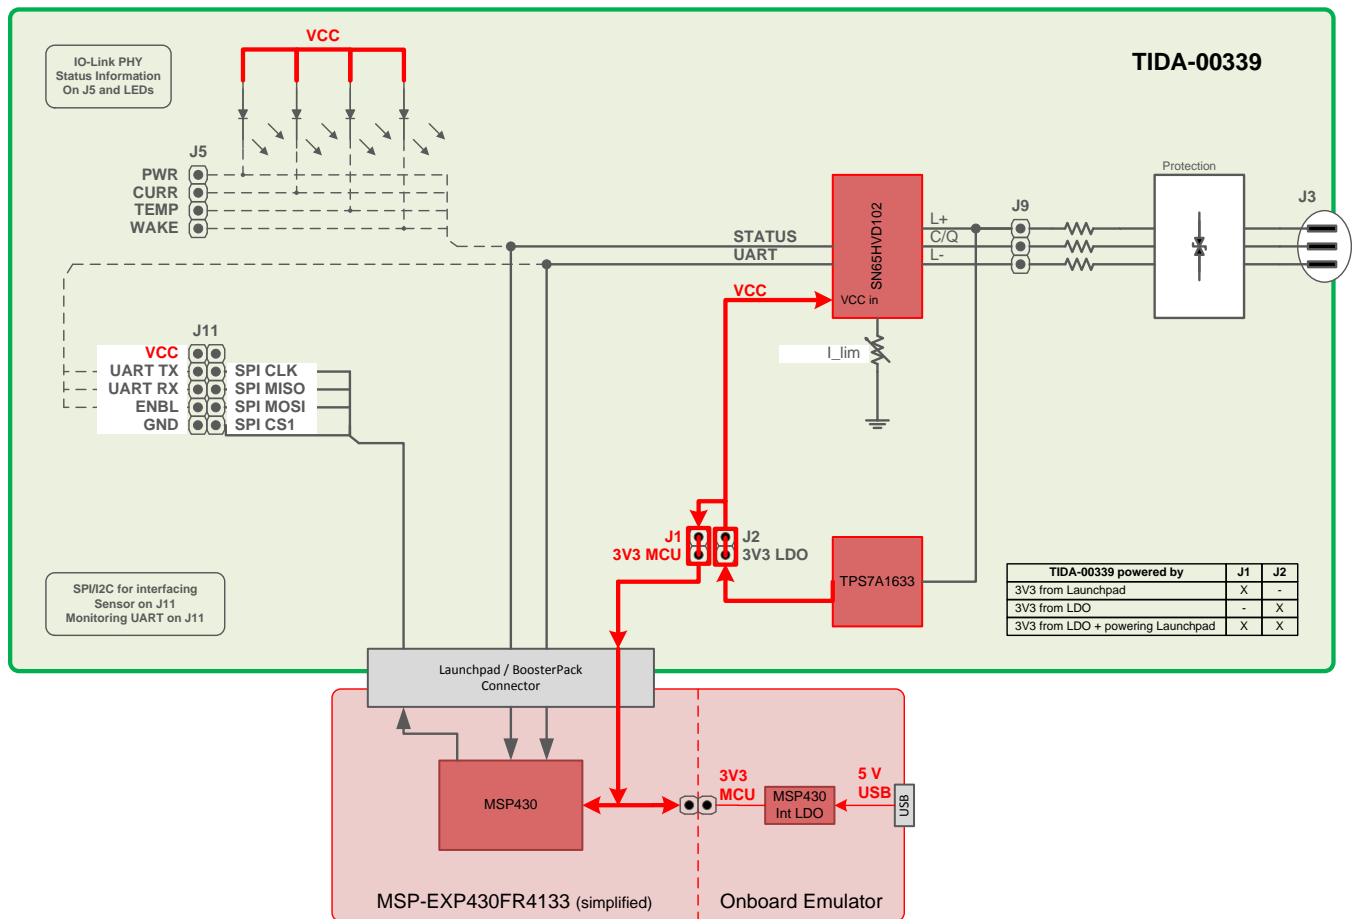 VCC
TIDA-00339
IO-Link PHY
Status Information
On J5 and LEDs
J5
PWR
CURR
TEMP
WAKE
Protection
J3
J9
L+
C/Q
L-
SN65HVD102
VCC in
STATUS
UART
VCC
I_lim
J11
VCC
UART TX SPI CLK
UART RX SPI MISO
ENBL SPI MOSI
GND SPI CS1
J1 J2
3V3 MCU 3V3 LDO
TPS7A1633
TIDA-00339 powered by J1 J2
3V3 from Launchpad X -
3V3 from LDO - X
3V3 from LDO + powering Launchpad X X
SPI/I2C for interfacing
Sensor on J11
Monitoring UART on J11
Launchpad / BoosterPack
Connector
MSP430
3V3
MCU
MSP430
Int LDO
5 V
USB
USB
MSP-EXP430FR4133 (simplified)
Onboard Emulator